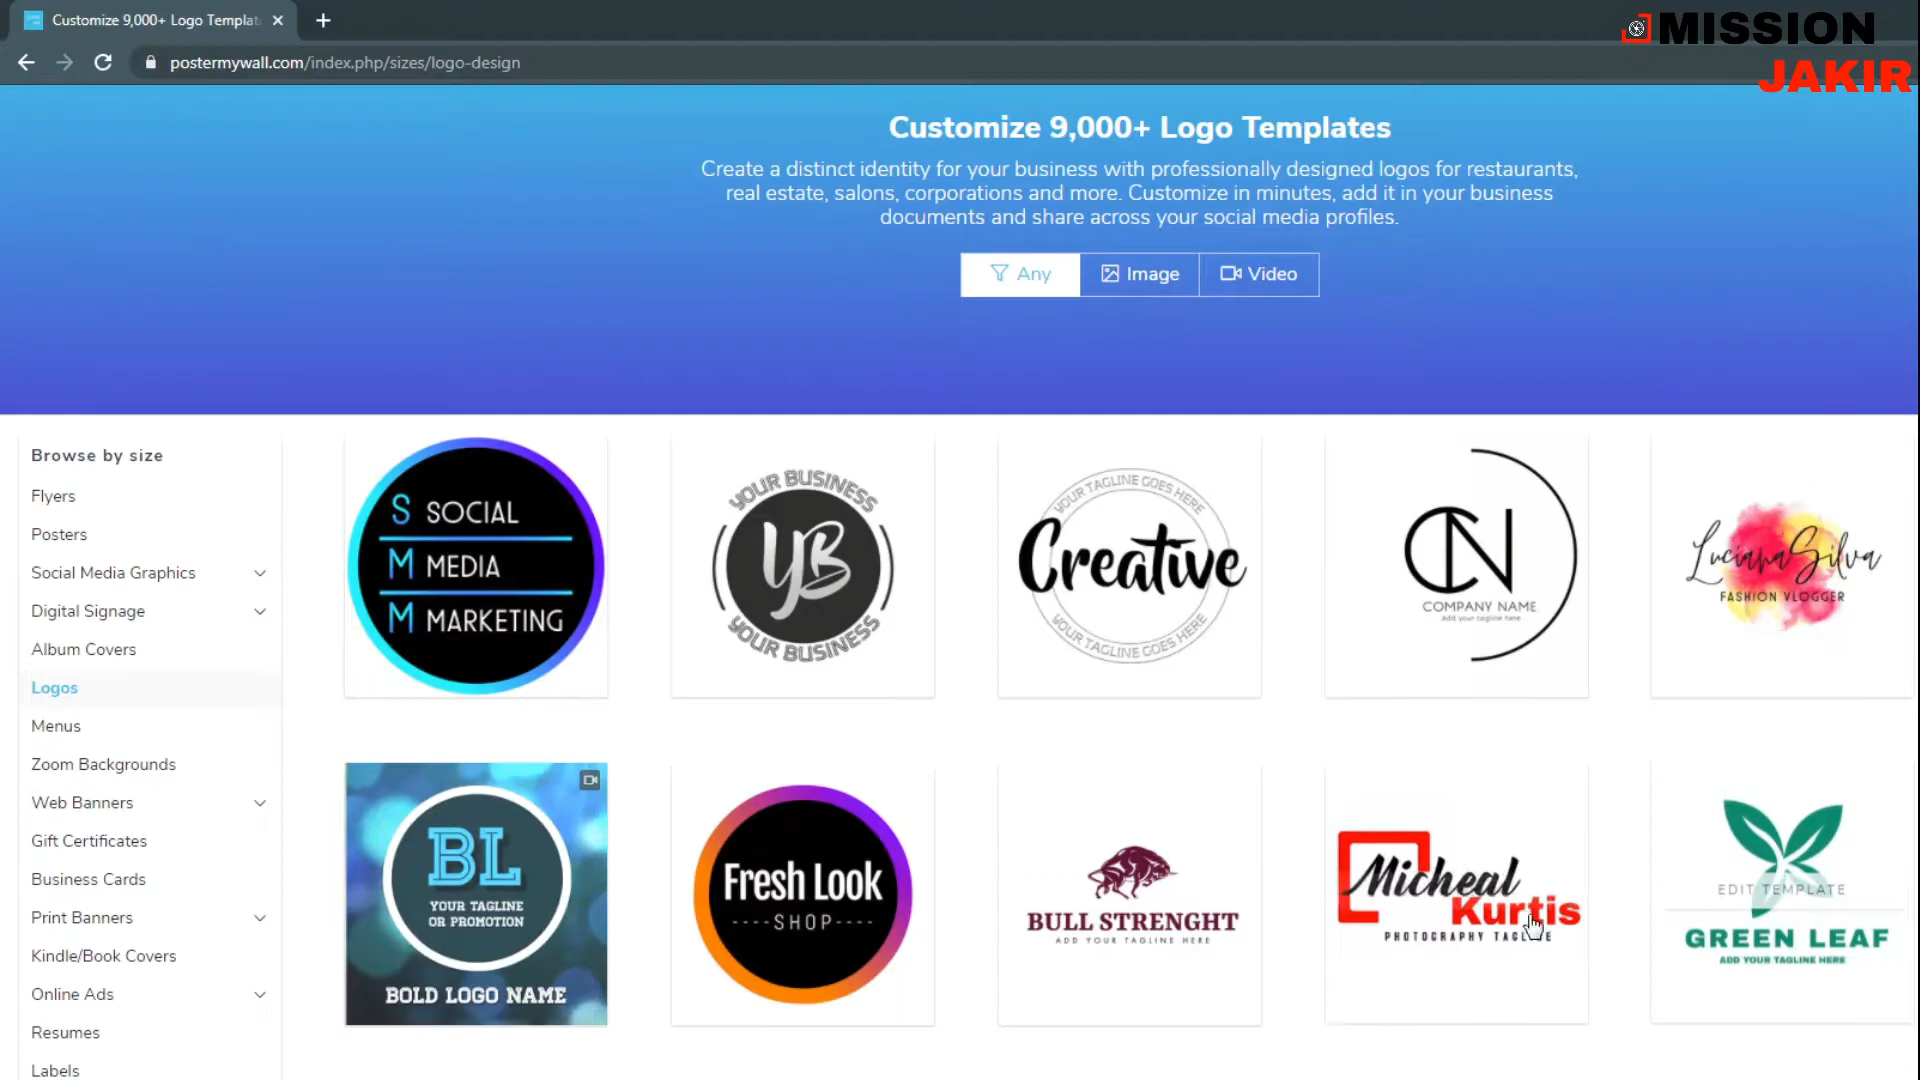 Customize 9,000+ Logo Templat
postermywall.com/index.php/sizes/logo-design
MISSION
JAKIR
Customize 9,000+ Logo Templates
Create a distinct identity for your business with professionally designed logos for restaurants,
real estate, salons, corporations and more. Customize in minutes, add it in your business
documents and share across your social media profiles.
Any
Image
Video
Browse by size
Flyers
Posters
Social Media Graphics
Digital Signage
Album Covers
Logos
Menus
Zoom Backgrounds
Web Banners
Gift Certificates
Business Cards
Print Banners
Kindle/Book Covers
Online Ads
Resumes
Labels
S SOCIAL
M MEDIA
M MARKETING
YOUR BUSINESS
YB
YOUR BUSINESS
YOUR TAGLINE GOES HERE
Creative
YOUR TAGLINE GOES HERE
CN
COMPANY NAME
Add your tagline here
Luciana Silva
FASHION VLOGGER
BL
YOUR TAGLINE
OR PROMOTION
BOLD LOGO NAME
Fresh Look
----SHOP----
BULL STRENGHT
ADD YOUR TAGLINE HERE
Micheal
Kurtis
PHOTOGRAPHY TAGLINE
EDIT TEMPLATE
GREEN LEAF
ADD YOUR TAGLINE HERE